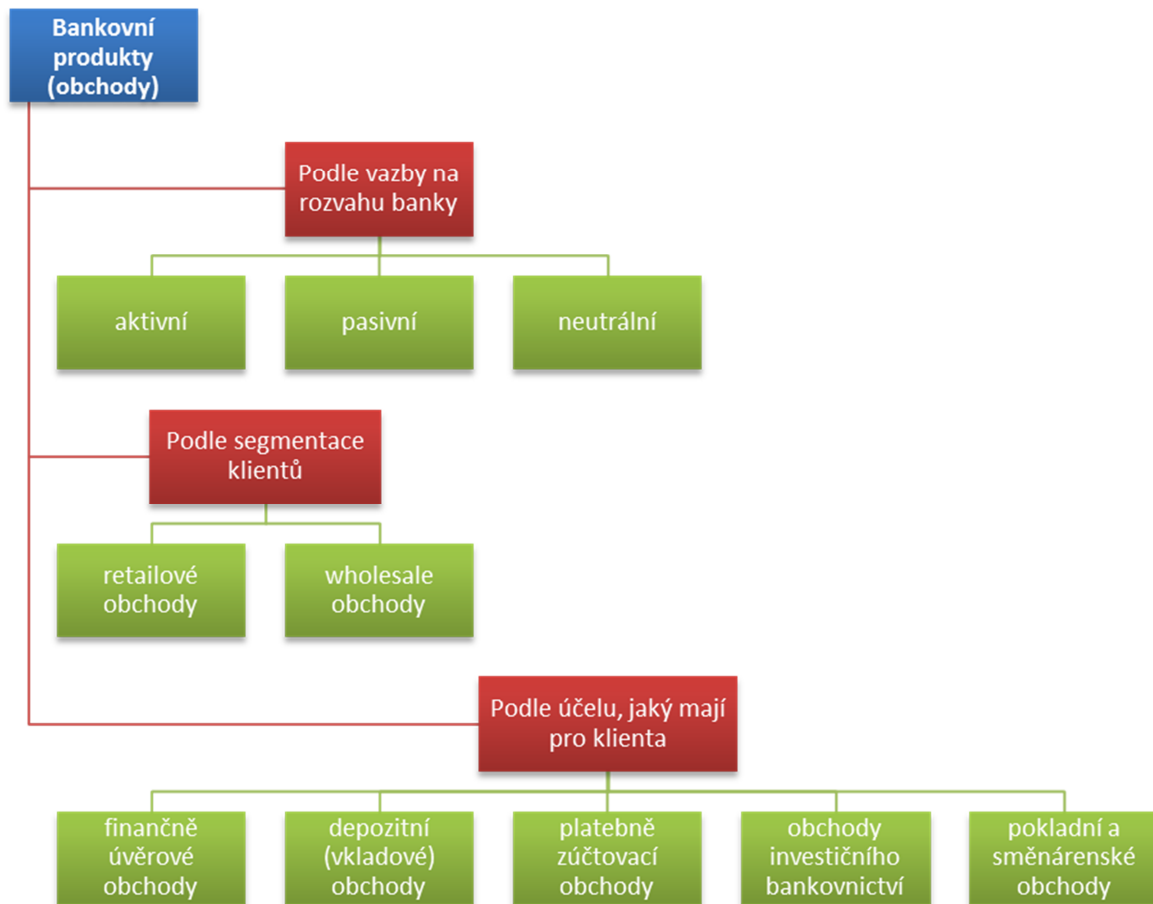 Bankovní
produkty
(obchody)
Podle vazby na
rozvahu banky
aktivní
pasivní
neutrální
Podle segmentace
klientů
retailové
obchody
wholesale
obchody
Podle účelu, jaký mají
pro klienta
finančně
úvěrové
obchody
depozitní
(vkladové)
obchody
platebně
zúčtovací
obchody
obchody
investičního
bankovnictví
pokladní a
směnárenské
obchody